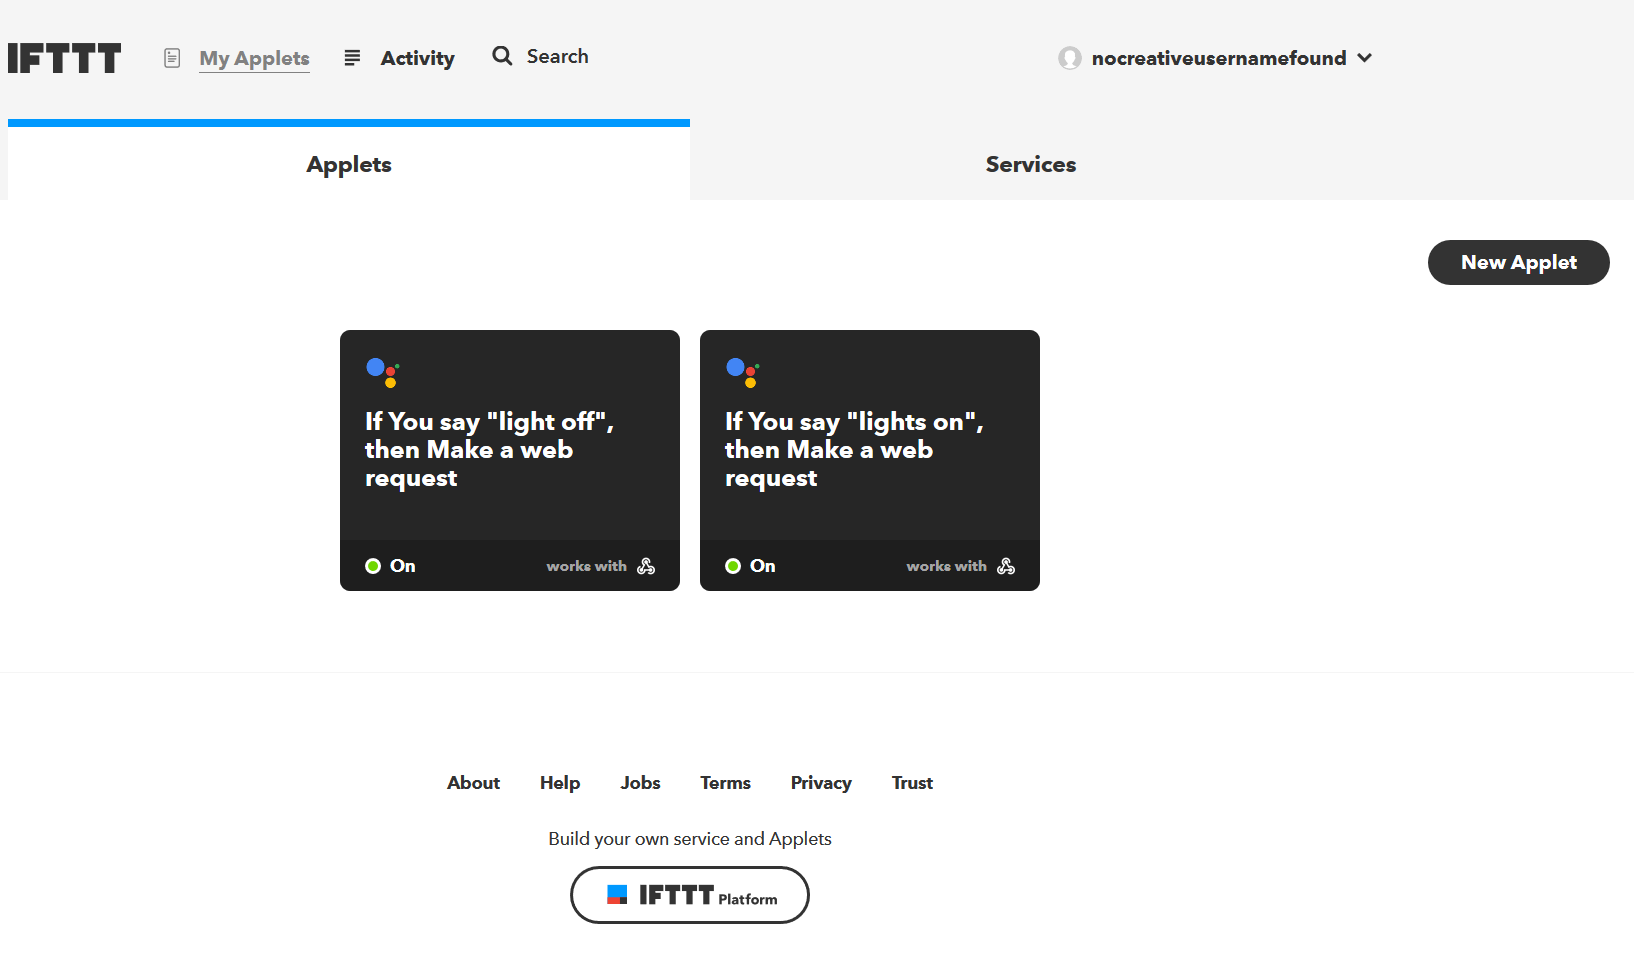 IFTTT My Applets Activity Search nocreativeusernamefound
Applets Services
New Applet
If You say "light off",
then Make a web
request
On works with
If You say "lights on",
then Make a web
request
On works with
About Help Jobs Terms Privacy Trust
Build your own service and Applets
IFTTT Platform